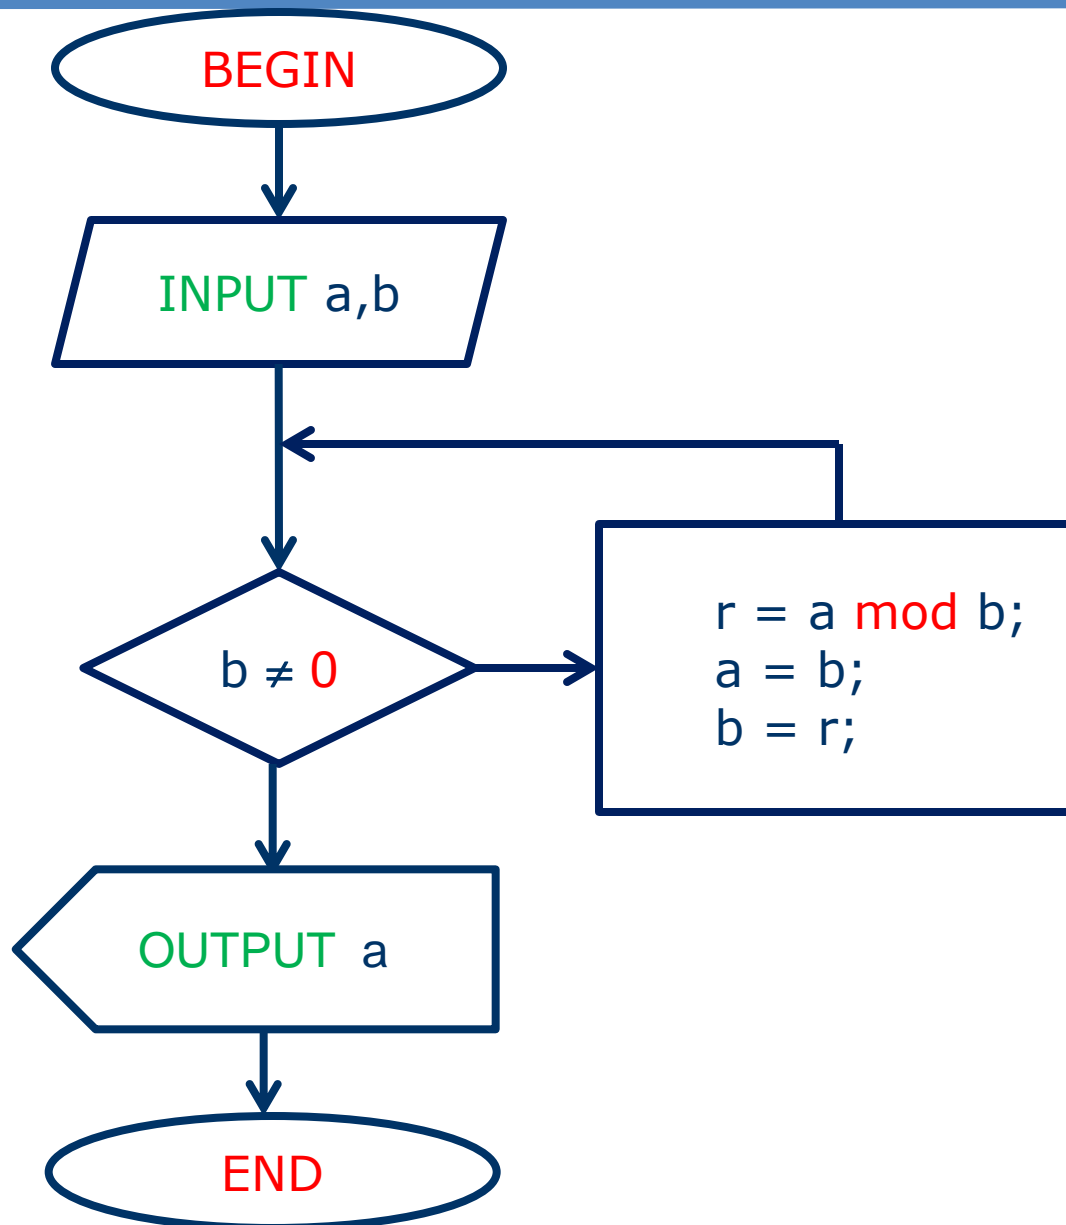 BEGIN
INPUT a,b
b ≠ 0
r = a mod b;
a = b;
b = r;
OUTPUT a
END